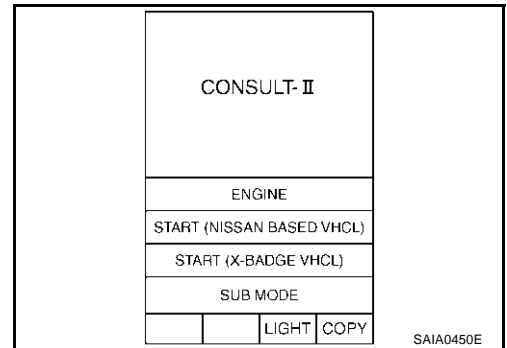 CONSULT-II
ENGINE
START (NISSAN BASED VHCL)
START (X-BADGE VHCL)
SUB MODE
LIGHT COPY
SAIA0450E